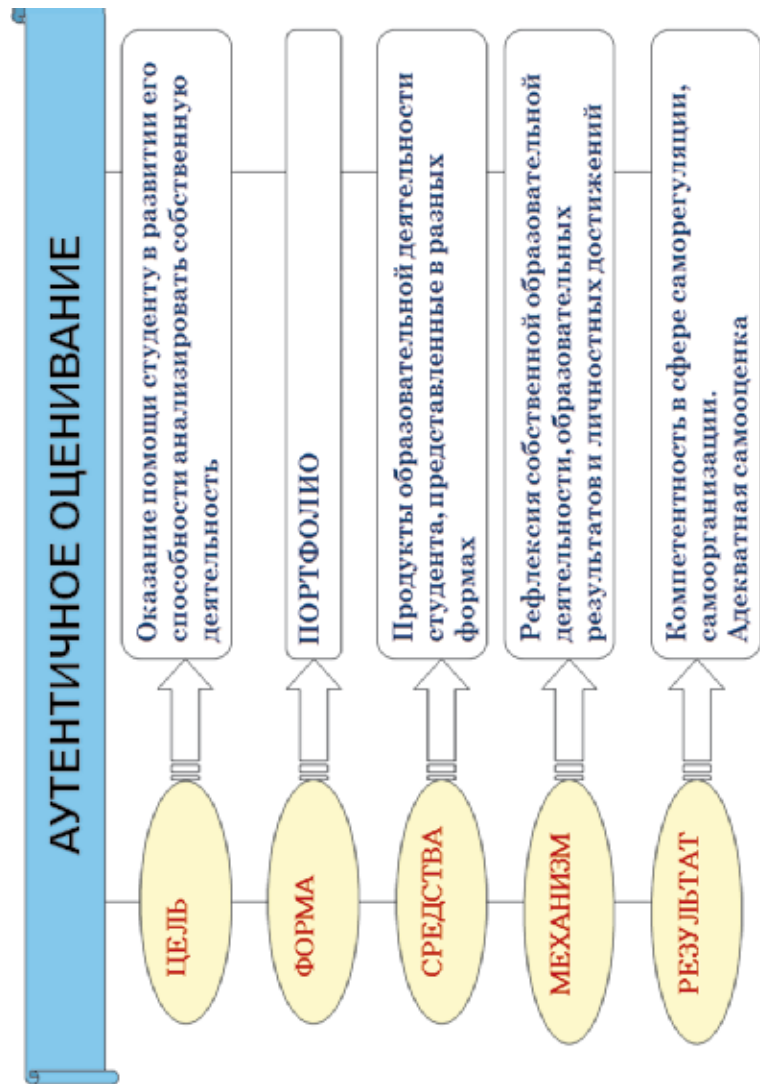 АУТЕНТИЧНОЕ ОЦЕНИВАНИЕ
ЦЕЛЬ
Оказание помощи студенту в развитии его
способности анализировать собственную
деятельность
ФОРМА
ПОРТФОЛИО
СРЕДСТВА
Продукты образовательной деятельности
студента, представленные в разных
формах
МЕХАНИЗМ
Рефлексия собственной образовательной
деятельности, образовательных
результатов и личностных достижений
РЕЗУЛЬТАТ
Компетентность в сфере саморегуляции,
самоорганизации.
Адекватная самооценка